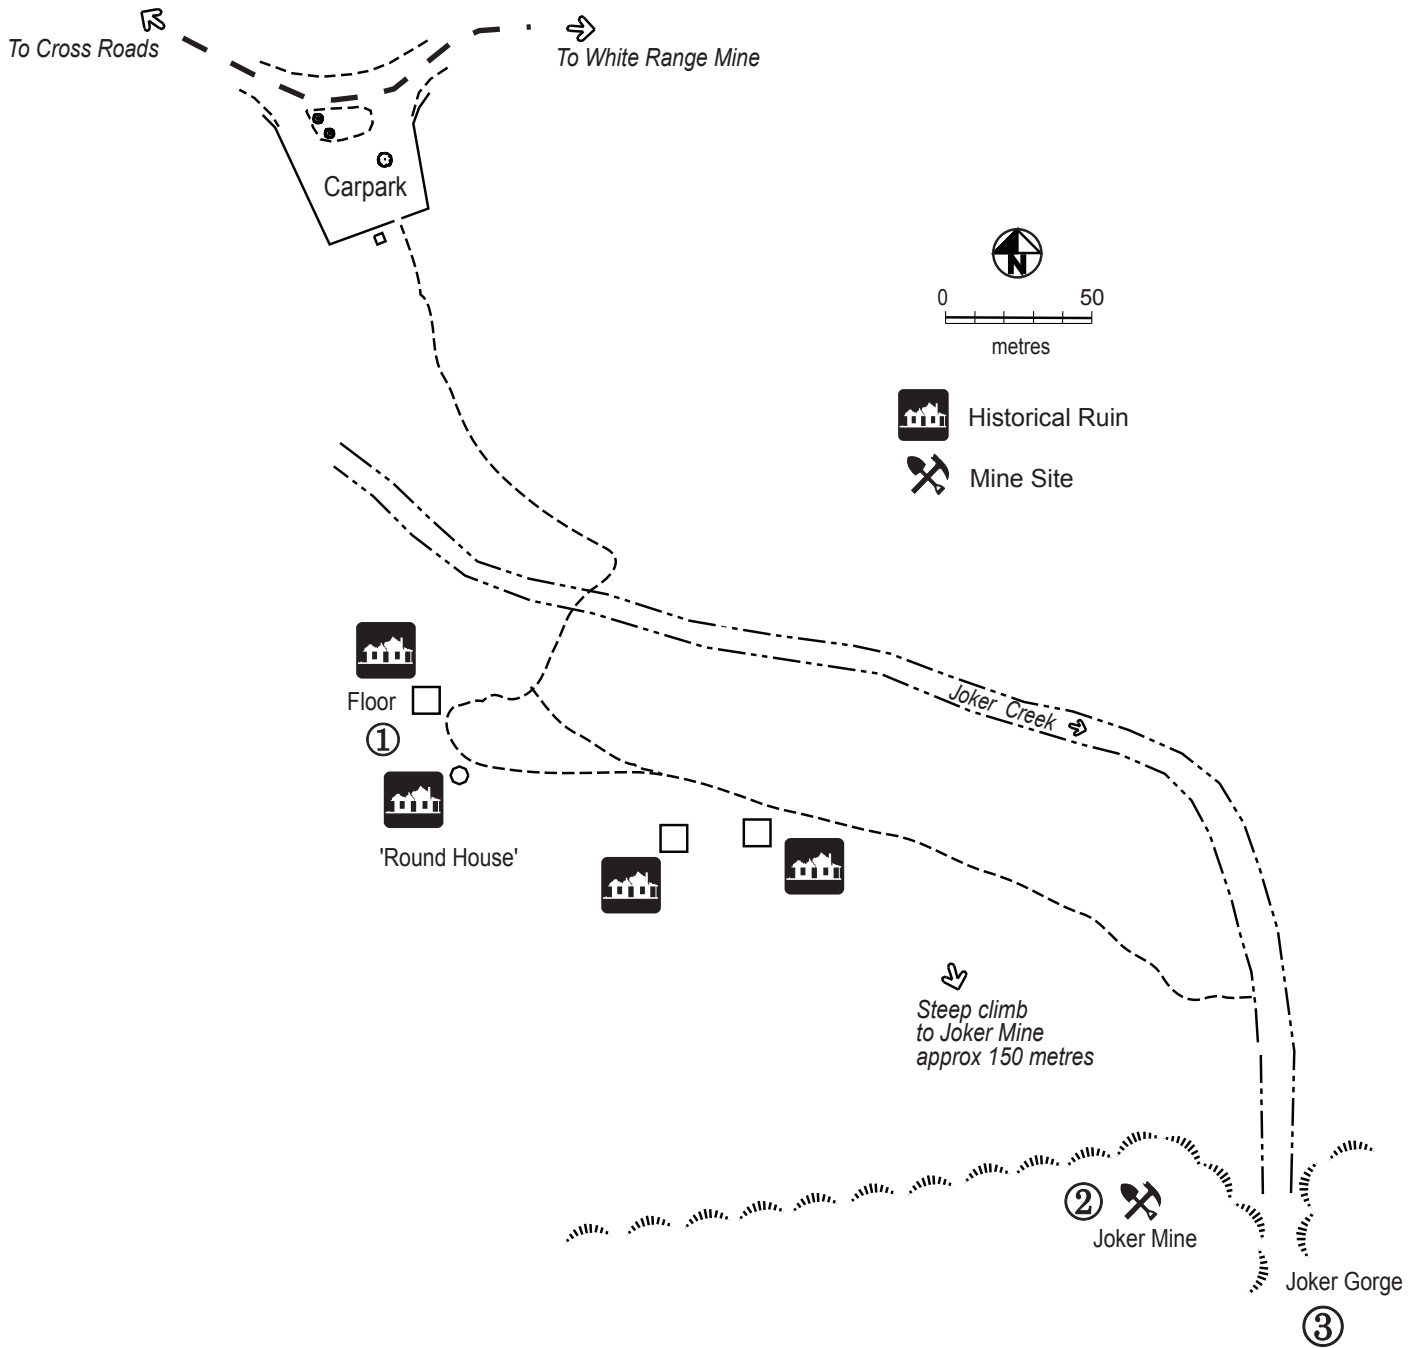 To Cross Roads
To White Range Mine
Carpark
N
0 50
metres
Historical Ruin
Mine Site
Floor
①
'Round House'
Joker Creek
Steep climb
to Joker Mine
approx 150 metres
②
Joker Mine
Joker Gorge
③